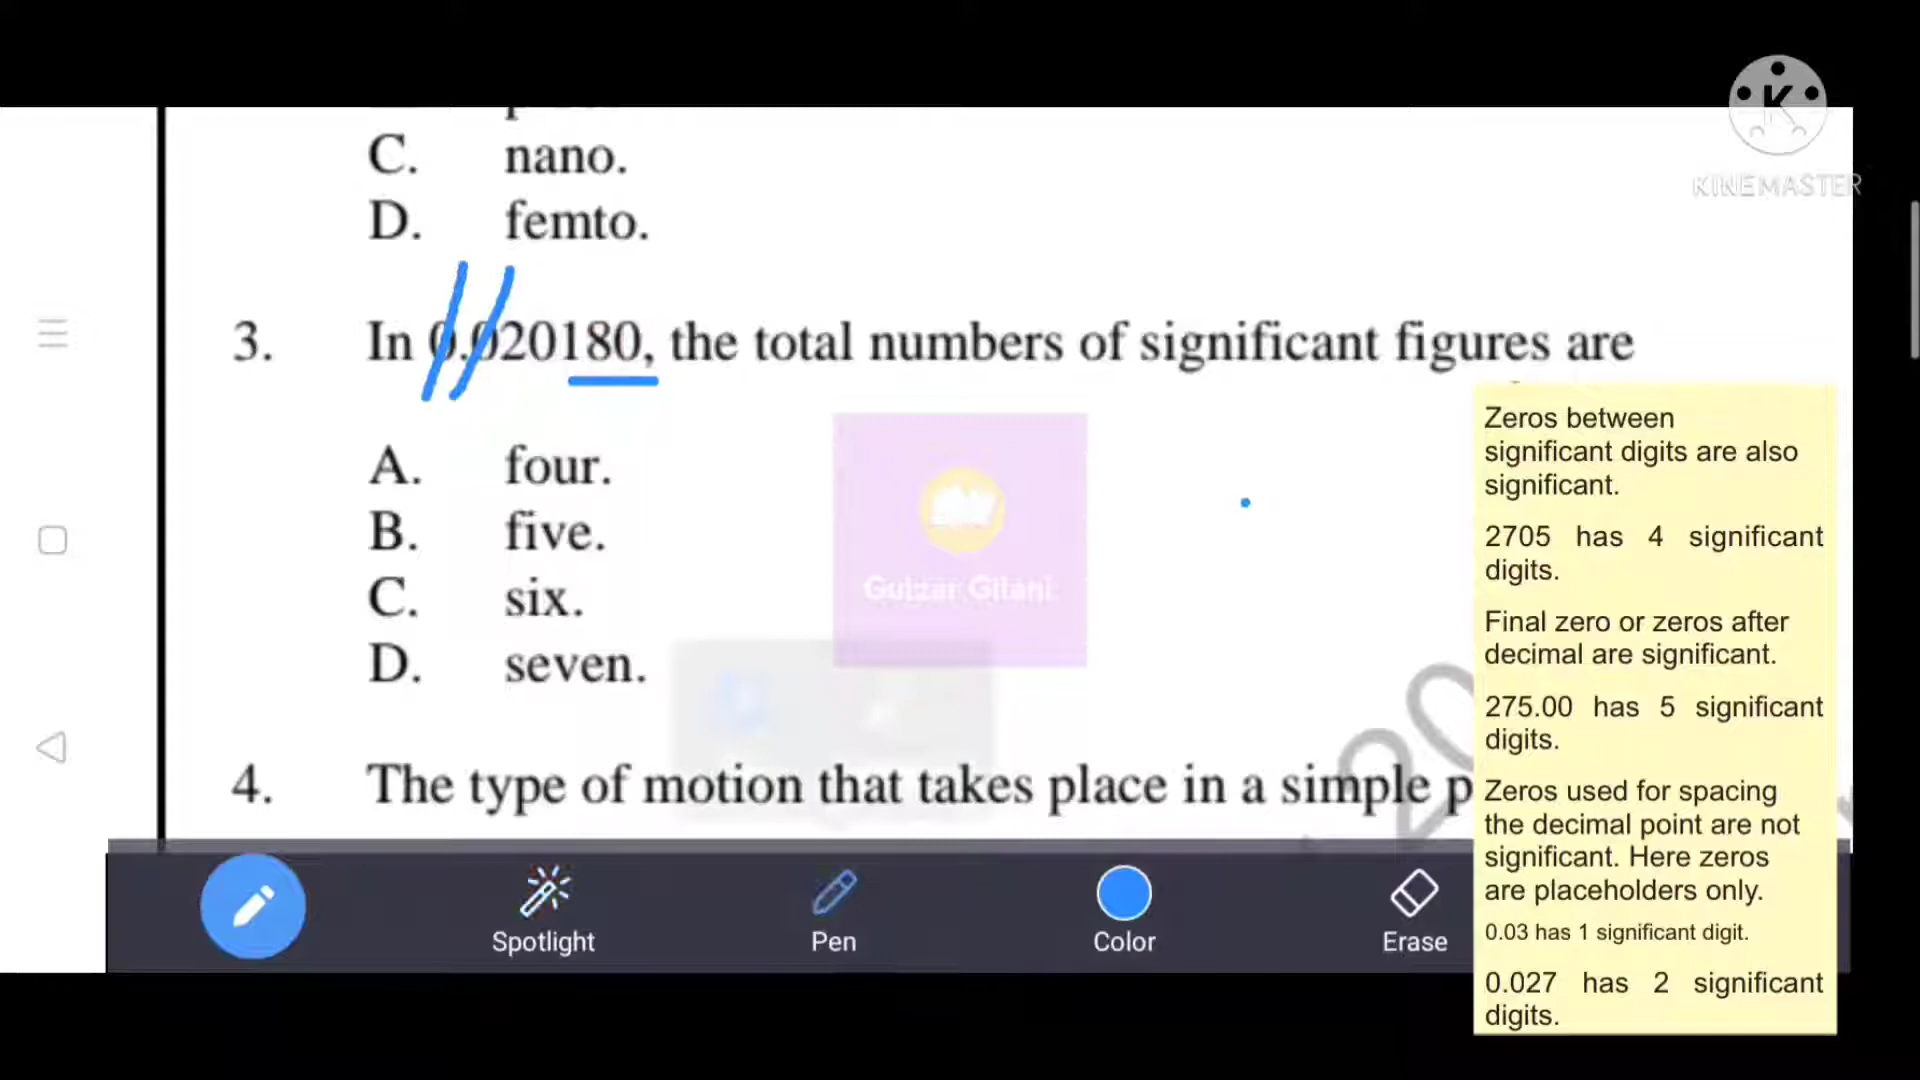 KINEMASTER
C. nano.
D. femto.
3. In 0.020180, the total numbers of significant figures are
A. four.
B. five.
C. six.
D. seven.
Gulzar Gilani
4. The type of motion that takes place in a simple p
20
Zeros between
significant digits are also
significant.
2705 has 4 significant
digits.
Final zero or zeros after
decimal are significant.
275.00 has 5 significant
digits.
Zeros used for spacing
the decimal point are not
significant. Here zeros
are placeholders only.
0.03 has 1 significant digit.
0.027 has 2 significant
digits.
Spotlight
Pen
Color
Erase